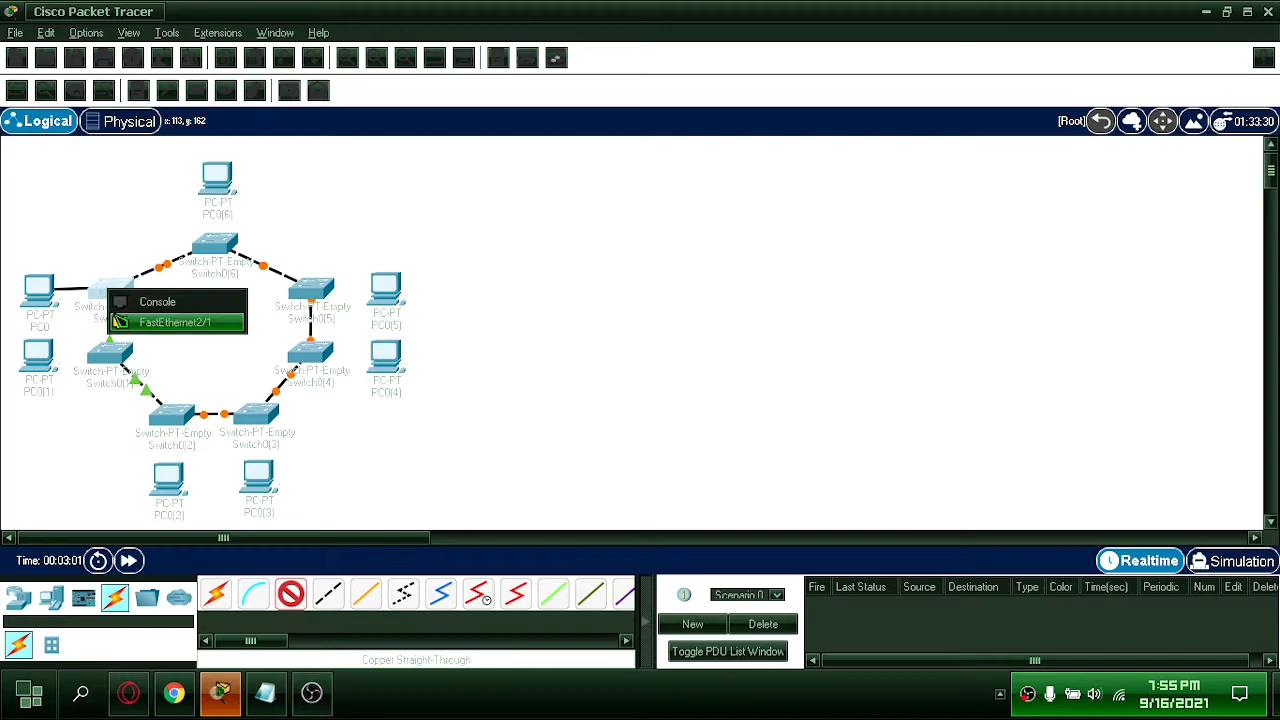 Cisco Packet Tracer
File Edit Options View Tools Extensions Window Help
Logical Physical x: 113, y: 162 [Root] 01:33:30
PC-PT
PC0(6)
Switch-PT-Empty
Switch0(6)
PC-PT
PC0
Console
FastEthernet2/1
Switch-PT-Empty
Switch0(5)
PC-PT
PC0(5)
PC-PT
PC0(1)
Switch-PT-Empty
Switch0(1)
Switch-PT-Empty
Switch0(4)
PC-PT
PC0(4)
Switch-PT-Empty
Switch0(2)
Switch-PT-Empty
Switch0(3)
PC-PT
PC0(2)
PC-PT
PC0(3)
Time: 00:03:01 Realtime Simulation
Scenario 0
New Delete
Toggle PDU List Window
Fire Last Status Source Destination Type Color Time(sec) Periodic Num Edit Delet
Copper Straight-Through
7:55 PM
9/16/2021